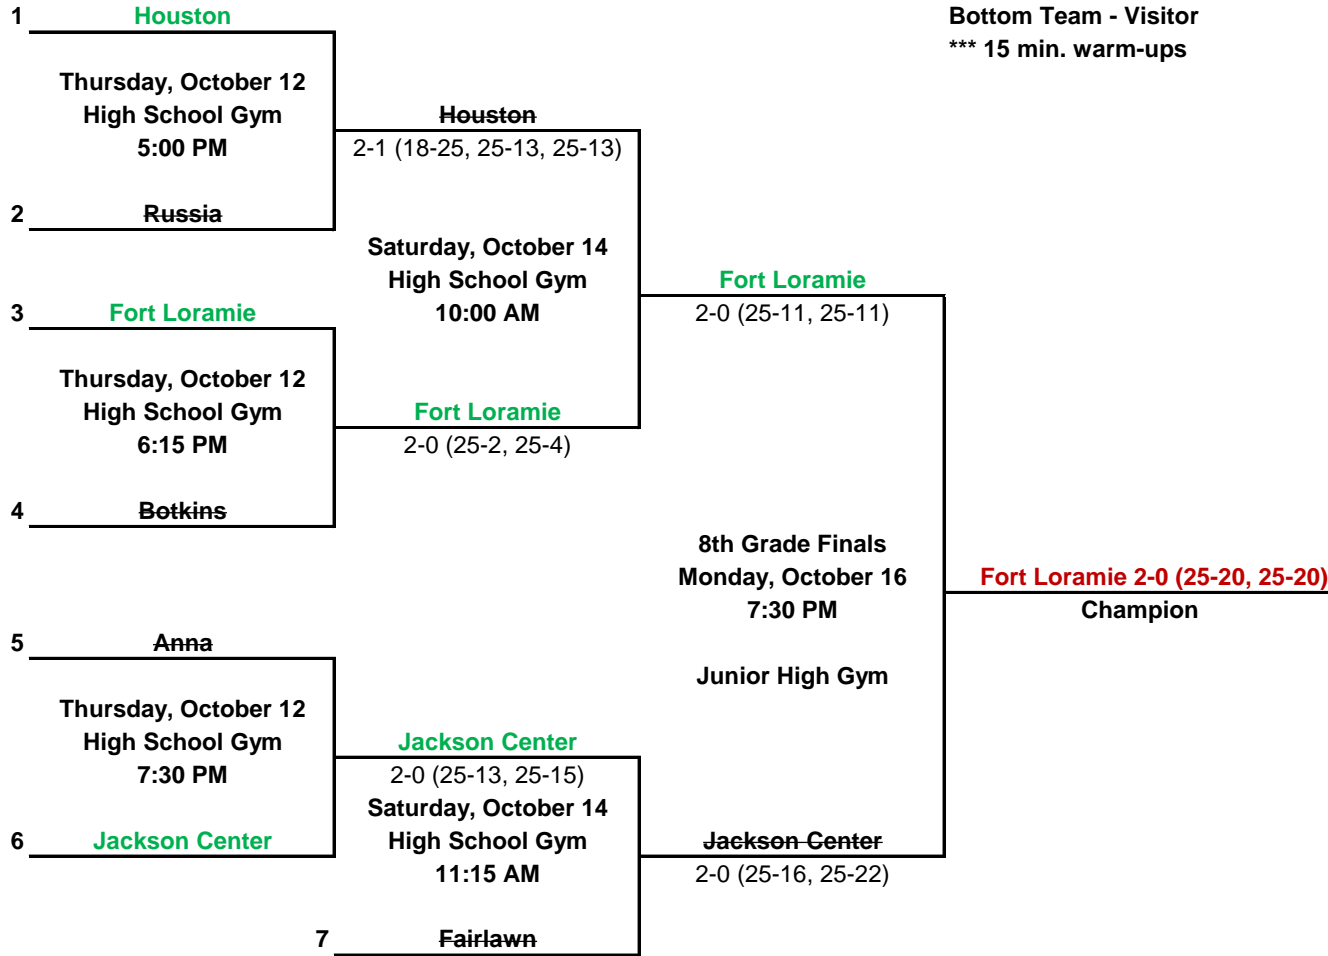 1 Houston
Bottom Team - Visitor
*** 15 min. warm-ups
Thursday, October 12
High School Gym
5:00 PM
Houston
2-1 (18-25, 25-13, 25-13)
2 Russia
Saturday, October 14
High School Gym
10:00 AM
Fort Loramie
2-0 (25-11, 25-11)
3 Fort Loramie
Thursday, October 12
High School Gym
6:15 PM
Fort Loramie
2-0 (25-2, 25-4)
4 Botkins
8th Grade Finals
Monday, October 16
7:30 PM
Junior High Gym
Fort Loramie 2-0 (25-20, 25-20)
Champion
5 Anna
Thursday, October 12
High School Gym
7:30 PM
Jackson Center
2-0 (25-13, 25-15)
6 Jackson Center
Saturday, October 14
High School Gym
11:15 AM
Jackson Center
2-0 (25-16, 25-22)
7 Fairlawn